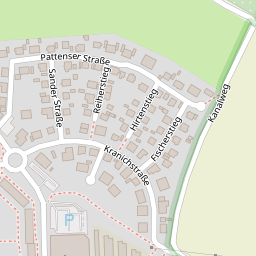 Pattenser Straße
Sander Straße
Reiherstieg
Hirtenstieg
Fischerstieg
Kanalweg
Kranichstraße
P